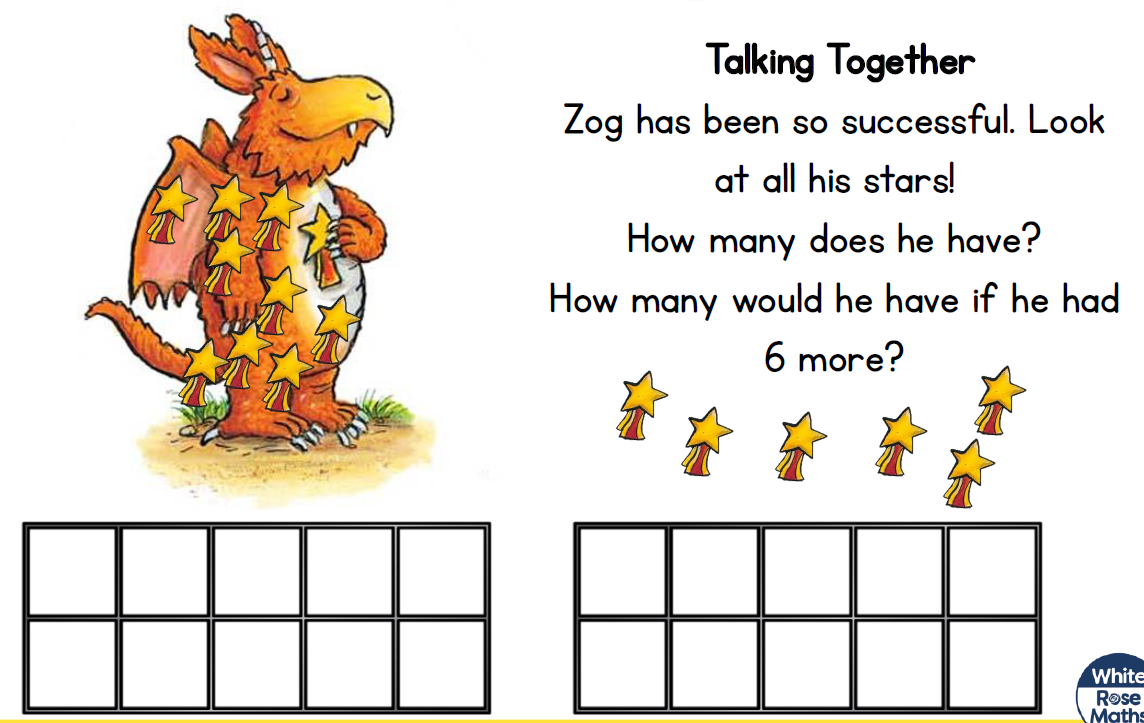 Talking Together
Zog has been so successful. Look
at all his stars!
How many does he have?
How many would he have if he had
6 more?
White
Rose
Maths